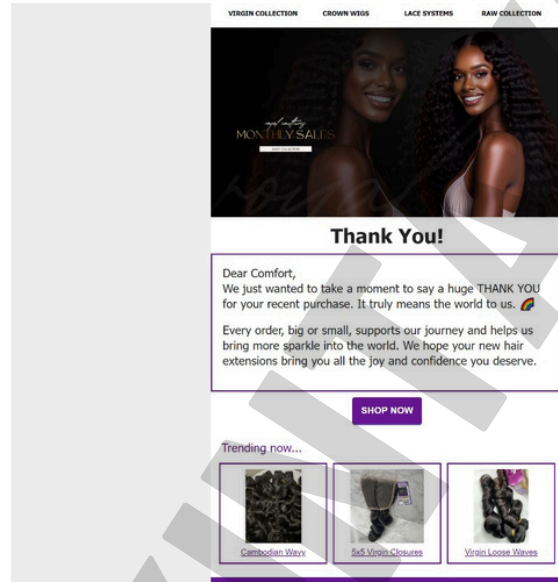 VIRGIN COLLECTION CROWN WIGS LACE SYSTEMS RAW COLLECTION
MONTHLY SALES
Thank You!
Dear Comfort,
We just wanted to take a moment to say a huge THANK YOU
for your recent purchase. It truly means the world to us. 🌈
Every order, big or small, supports our journey and helps us
bring more sparkle into the world. We hope your new hair
extensions bring you all the joy and confidence you deserve.
SHOP NOW
Trending now...
Cambodian Wavy 5x5 Virgin Closures Virgin Loose Waves